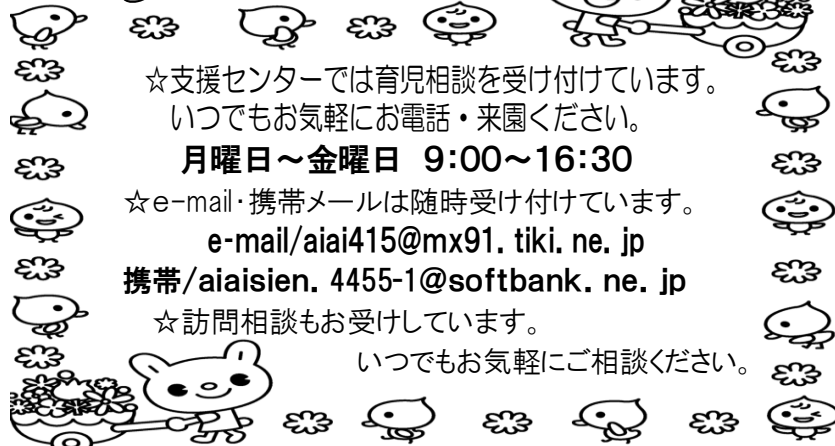 ☆支援センターでは育児相談を受け付けています。
いつでもお気軽にお電話・来園ください。
月曜日～金曜日　9:00～16:30
☆e-mail・携帯メールは随時受け付けています。
e-mail/aiai415@mx91.tiki.ne.jp
携帯/aiaisien.4455-1@softbank.ne.jp
☆訪問相談もお受けしています。
いつでもお気軽にご相談ください。